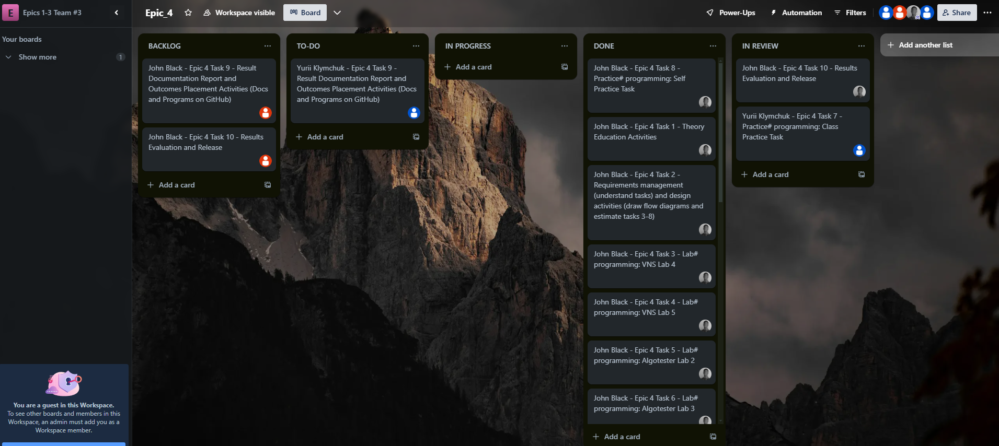 E
Epics 1-3 Team #3
Epic_4
Workspace visible
Board
Power-Ups
Automation
Filters
Share
Your boards
Show more
1
BACKLOG
John Black - Epic 4 Task 9 - Result
Documentation Report and
Outcomes Placement Activities (Docs
and Programs on GitHub)
John Black - Epic 4 Task 10 - Results
Evaluation and Release
Add a card
TO-DO
Yurii Klymchuk - Epic 4 Task 9 -
Result Documentation Report and
Outcomes Placement Activities (Docs
and Programs on GitHub)
Add a card
IN PROGRESS
Add a card
DONE
John Black - Epic 4 Task 8 -
Practice# programming: Self
Practice Task
John Black - Epic 4 Task 1 - Theory
Education Activities
John Black - Epic 4 Task 2 -
Requirements management
(understand tasks) and design
activities (draw flow diagrams and
estimate tasks 3-8)
John Black - Epic 4 Task 3 - Lab#
programming: VNS Lab 4
John Black - Epic 4 Task 4 - Lab#
programming: VNS Lab 5
John Black - Epic 4 Task 5 - Lab#
programming: Algotester Lab 2
John Black - Epic 4 Task 6 - Lab#
programming: Algotester Lab 3
Add a card
IN REVIEW
John Black - Epic 4 Task 10 - Results
Evaluation and Release
Yurii Klymchuk - Epic 4 Task 7 -
Practice# programming: Class
Practice Task
Add a card
Add another list
You are a guest in this Workspace.
To see other boards and members in this
Workspace, an admin must add you as a
Workspace member.